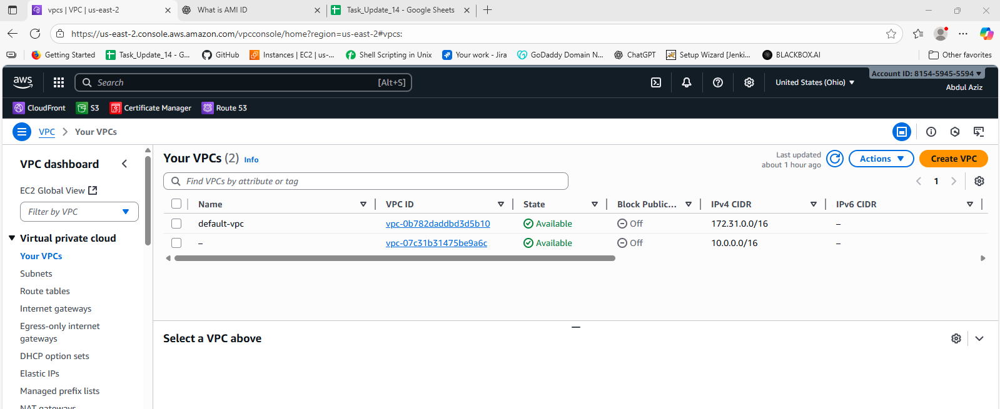 vpcs | VPC | us-east-2
What is AMI ID
Task_Update_14 - Google Sheets
https://us-east-2.console.aws.amazon.com/vpcconsole/home?region=us-east-2#vpcs:
Getting Started
Task_Update_14 - G...
GitHub
Instances | EC2 | us-...
Shell Scripting in Unix
Your work - Jira
GoDaddy Domain N...
ChatGPT
Setup Wizard [Jenki...
BLACKBOX.AI
Other favorites
aws
Search
[Alt+S]
United States (Ohio)
Account ID: 8154-5945-5594
Abdul Aziz
CloudFront
S3
Certificate Manager
Route 53
VPC
Your VPCs
VPC dashboard
EC2 Global View
Filter by VPC
Virtual private cloud
Your VPCs
Subnets
Route tables
Internet gateways
Egress-only internet
gateways
DHCP option sets
Elastic IPs
Managed prefix lists
NAT gateways
Your VPCs (2) Info
Last updated
about 1 hour ago
Actions
Create VPC
Find VPCs by attribute or tag
1
Name VPC ID State Block Public... IPv4 CIDR IPv6 CIDR
default-vpc vpc-0b782daddbd3d5b10 Available Off 172.31.0.0/16 –
– vpc-07c31b31475be9a6c Available Off 10.0.0.0/16 –
Select a VPC above